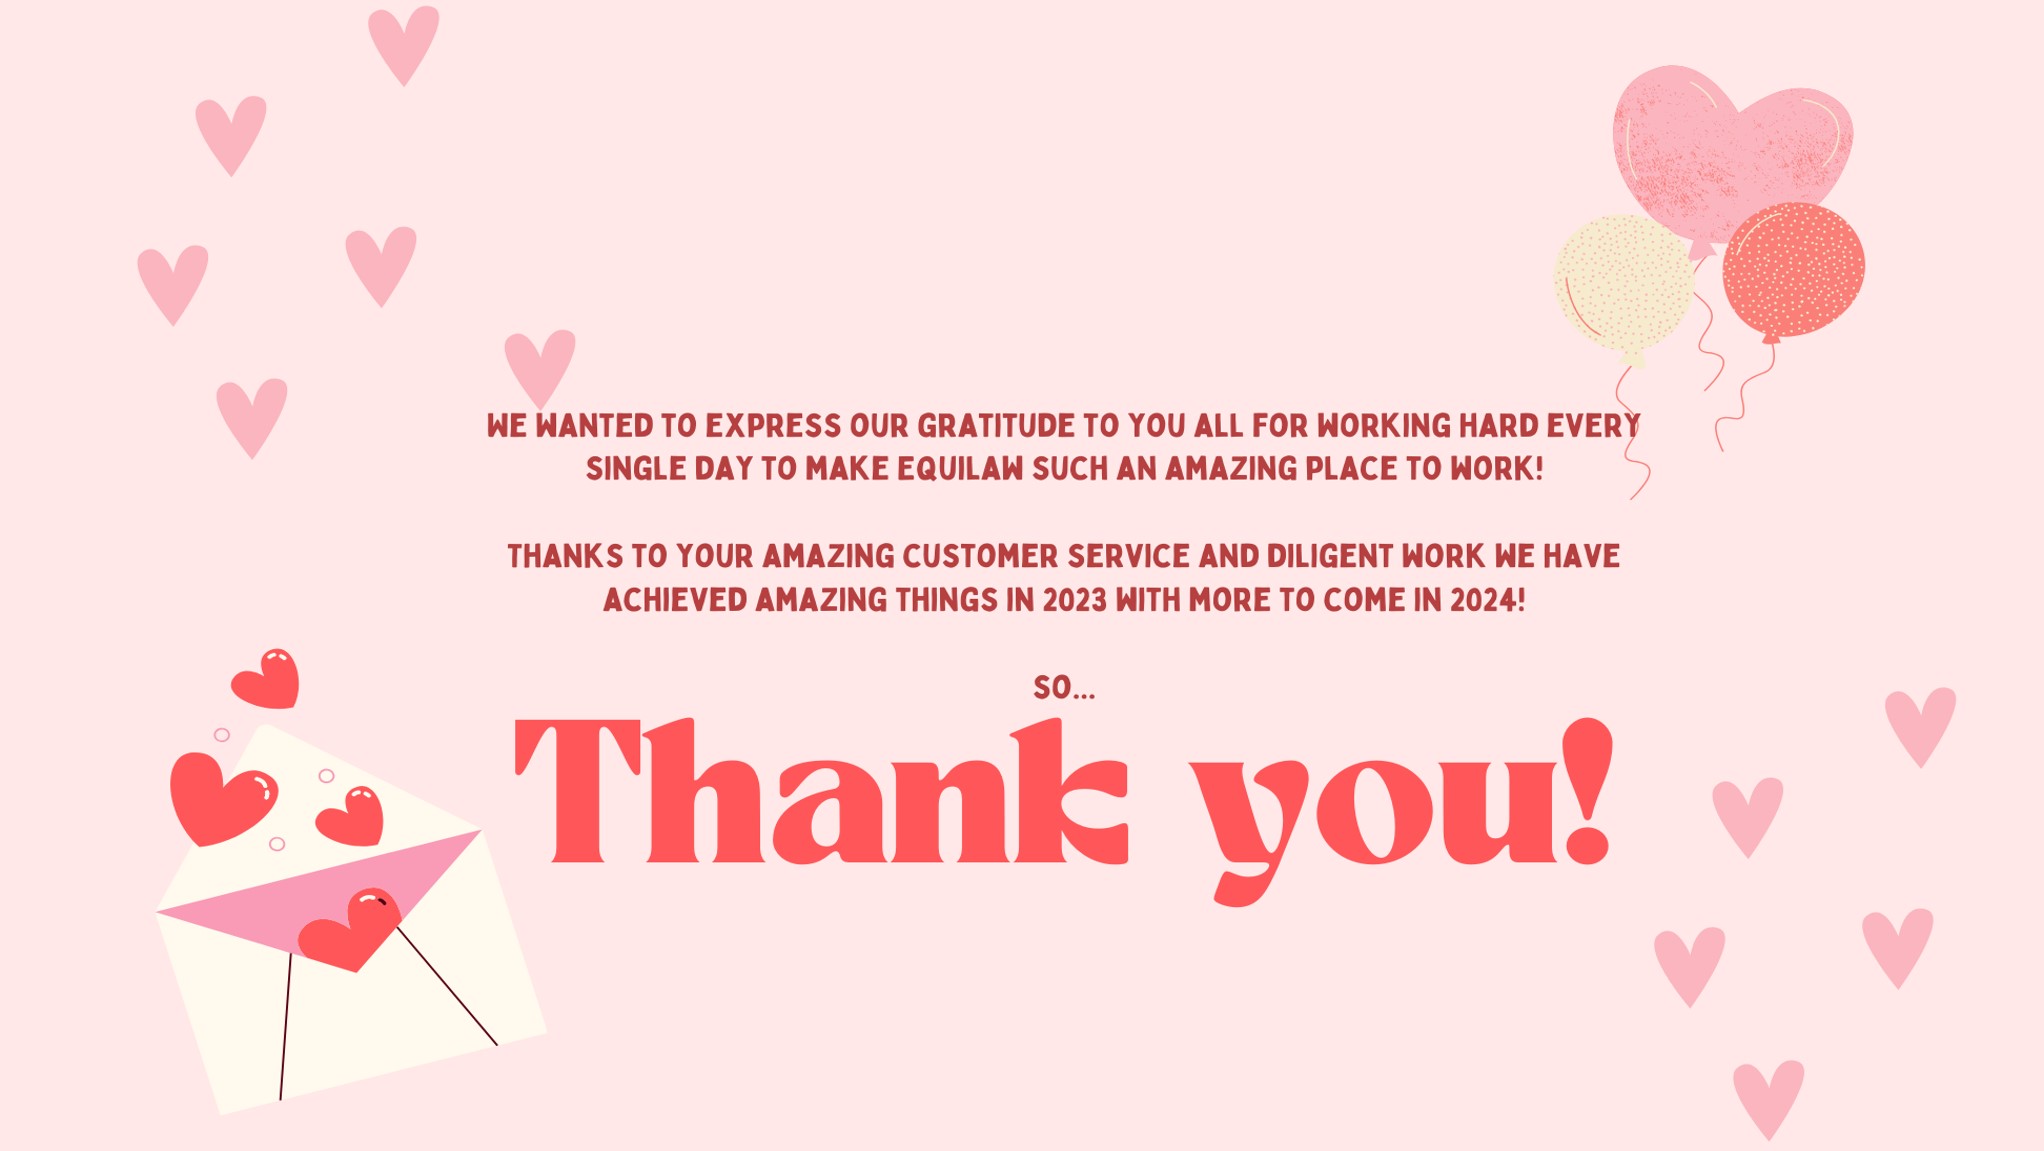 WE WANTED TO EXPRESS OUR GRATITUDE TO YOU ALL FOR WORKING HARD EVERY
SINGLE DAY TO MAKE EQUILAW SUCH AN AMAZING PLACE TO WORK!
THANKS TO YOUR AMAZING CUSTOMER SERVICE AND DILIGENT WORK WE HAVE
ACHIEVED AMAZING THINGS IN 2023 WITH MORE TO COME IN 2024!
SO...
Thank you!